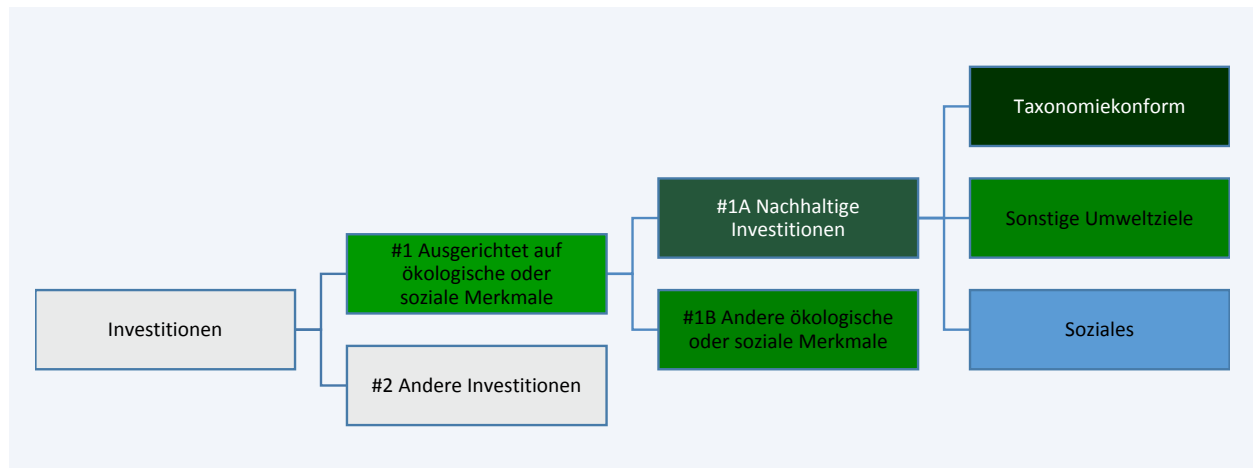 Investitionen
#1 Ausgerichtet auf
ökologische oder
soziale Merkmale
#2 Andere Investitionen
#1A Nachhaltige
Investitionen
#1B Andere ökologische
oder soziale Merkmale
Taxonomiekonform
Sonstige Umweltziele
Soziales